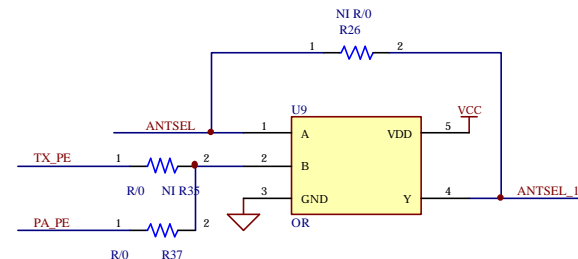 NI R/0
R26
1 2
U9
ANTSEL 1 A VDD 5 VCC
TX_PE 1 2 2 B
R/0 NI R35 3 GND Y 4 ANTSEL_1
PA_PE 1 2 OR
R/0 R37